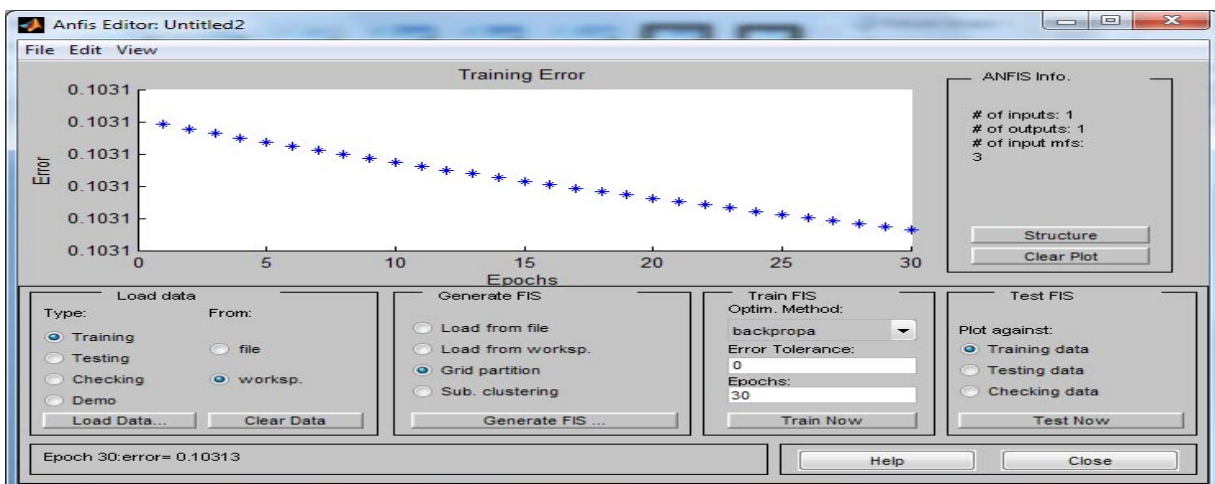 Anfis Editor: Untitled2
File Edit View
Training Error
0.1031
0.1031
0.1031
0.1031
0.1031
0.1031
Error
0 5 10 15 20 25 30
Epochs
ANFIS Info.
# of inputs: 1
# of outputs: 1
# of input mfs:
3
Structure
Clear Plot
Load data
Type: From:
Training
Testing
Checking
Demo
file
worksp.
Load Data... Clear Data
Generate FIS
Load from file
Load from worksp.
Grid partition
Sub. clustering
Generate FIS ...
Train FIS
Optim. Method:
backpropa
Error Tolerance:
0
Epochs:
30
Train Now
Test FIS
Plot against:
Training data
Testing data
Checking data
Test Now
Epoch 30:error= 0.10313
Help Close